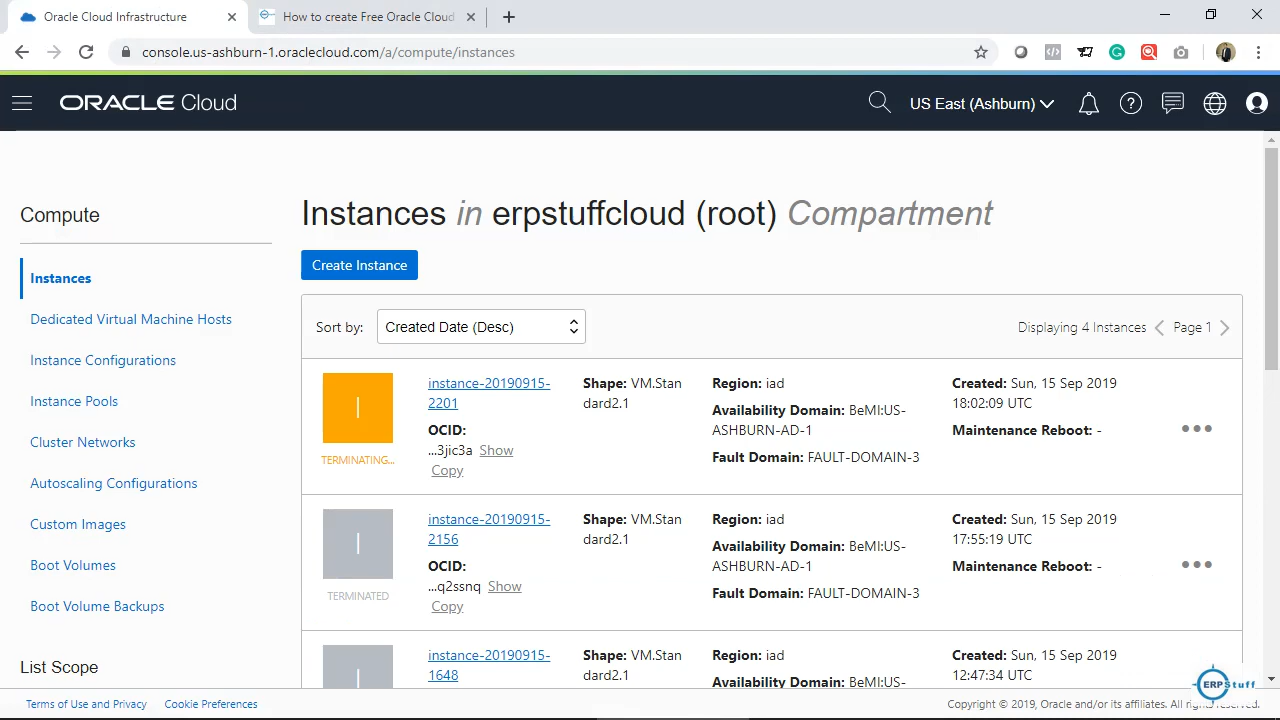 Oracle Cloud Infrastructure
How to create Free Oracle Cloud
console.us-ashburn-1.oraclecloud.com/a/compute/instances
ORACLE Cloud
US East (Ashburn)
Compute
Instances
Dedicated Virtual Machine Hosts
Instance Configurations
Instance Pools
Cluster Networks
Autoscaling Configurations
Custom Images
Boot Volumes
Boot Volume Backups
List Scope
Instances in erpstuffcloud (root) Compartment
Create Instance
Sort by: Created Date (Desc)
Displaying 4 Instances
Page 1
I
TERMINATING...
instance-20190915-
2201
OCID:
...3jic3a Show
Copy
Shape: VM.Stan
dard2.1
Region: iad
Availability Domain: BeMI:US-
ASHBURN-AD-1
Fault Domain: FAULT-DOMAIN-3
Created: Sun, 15 Sep 2019
18:02:09 UTC
Maintenance Reboot: -
I
TERMINATED
instance-20190915-
2156
OCID:
...q2ssnq Show
Copy
Shape: VM.Stan
dard2.1
Region: iad
Availability Domain: BeMI:US-
ASHBURN-AD-1
Fault Domain: FAULT-DOMAIN-3
Created: Sun, 15 Sep 2019
17:55:19 UTC
Maintenance Reboot: -
I
instance-20190915-
1648
Shape: VM.Stan
dard2.1
Region: iad
Availability Domain: BeMI:US-
Created: Sun, 15 Sep 2019
12:47:34 UTC
ERPStuff
Terms of Use and Privacy
Cookie Preferences
Copyright © 2019, Oracle and/or its affiliates. All rights reserved.